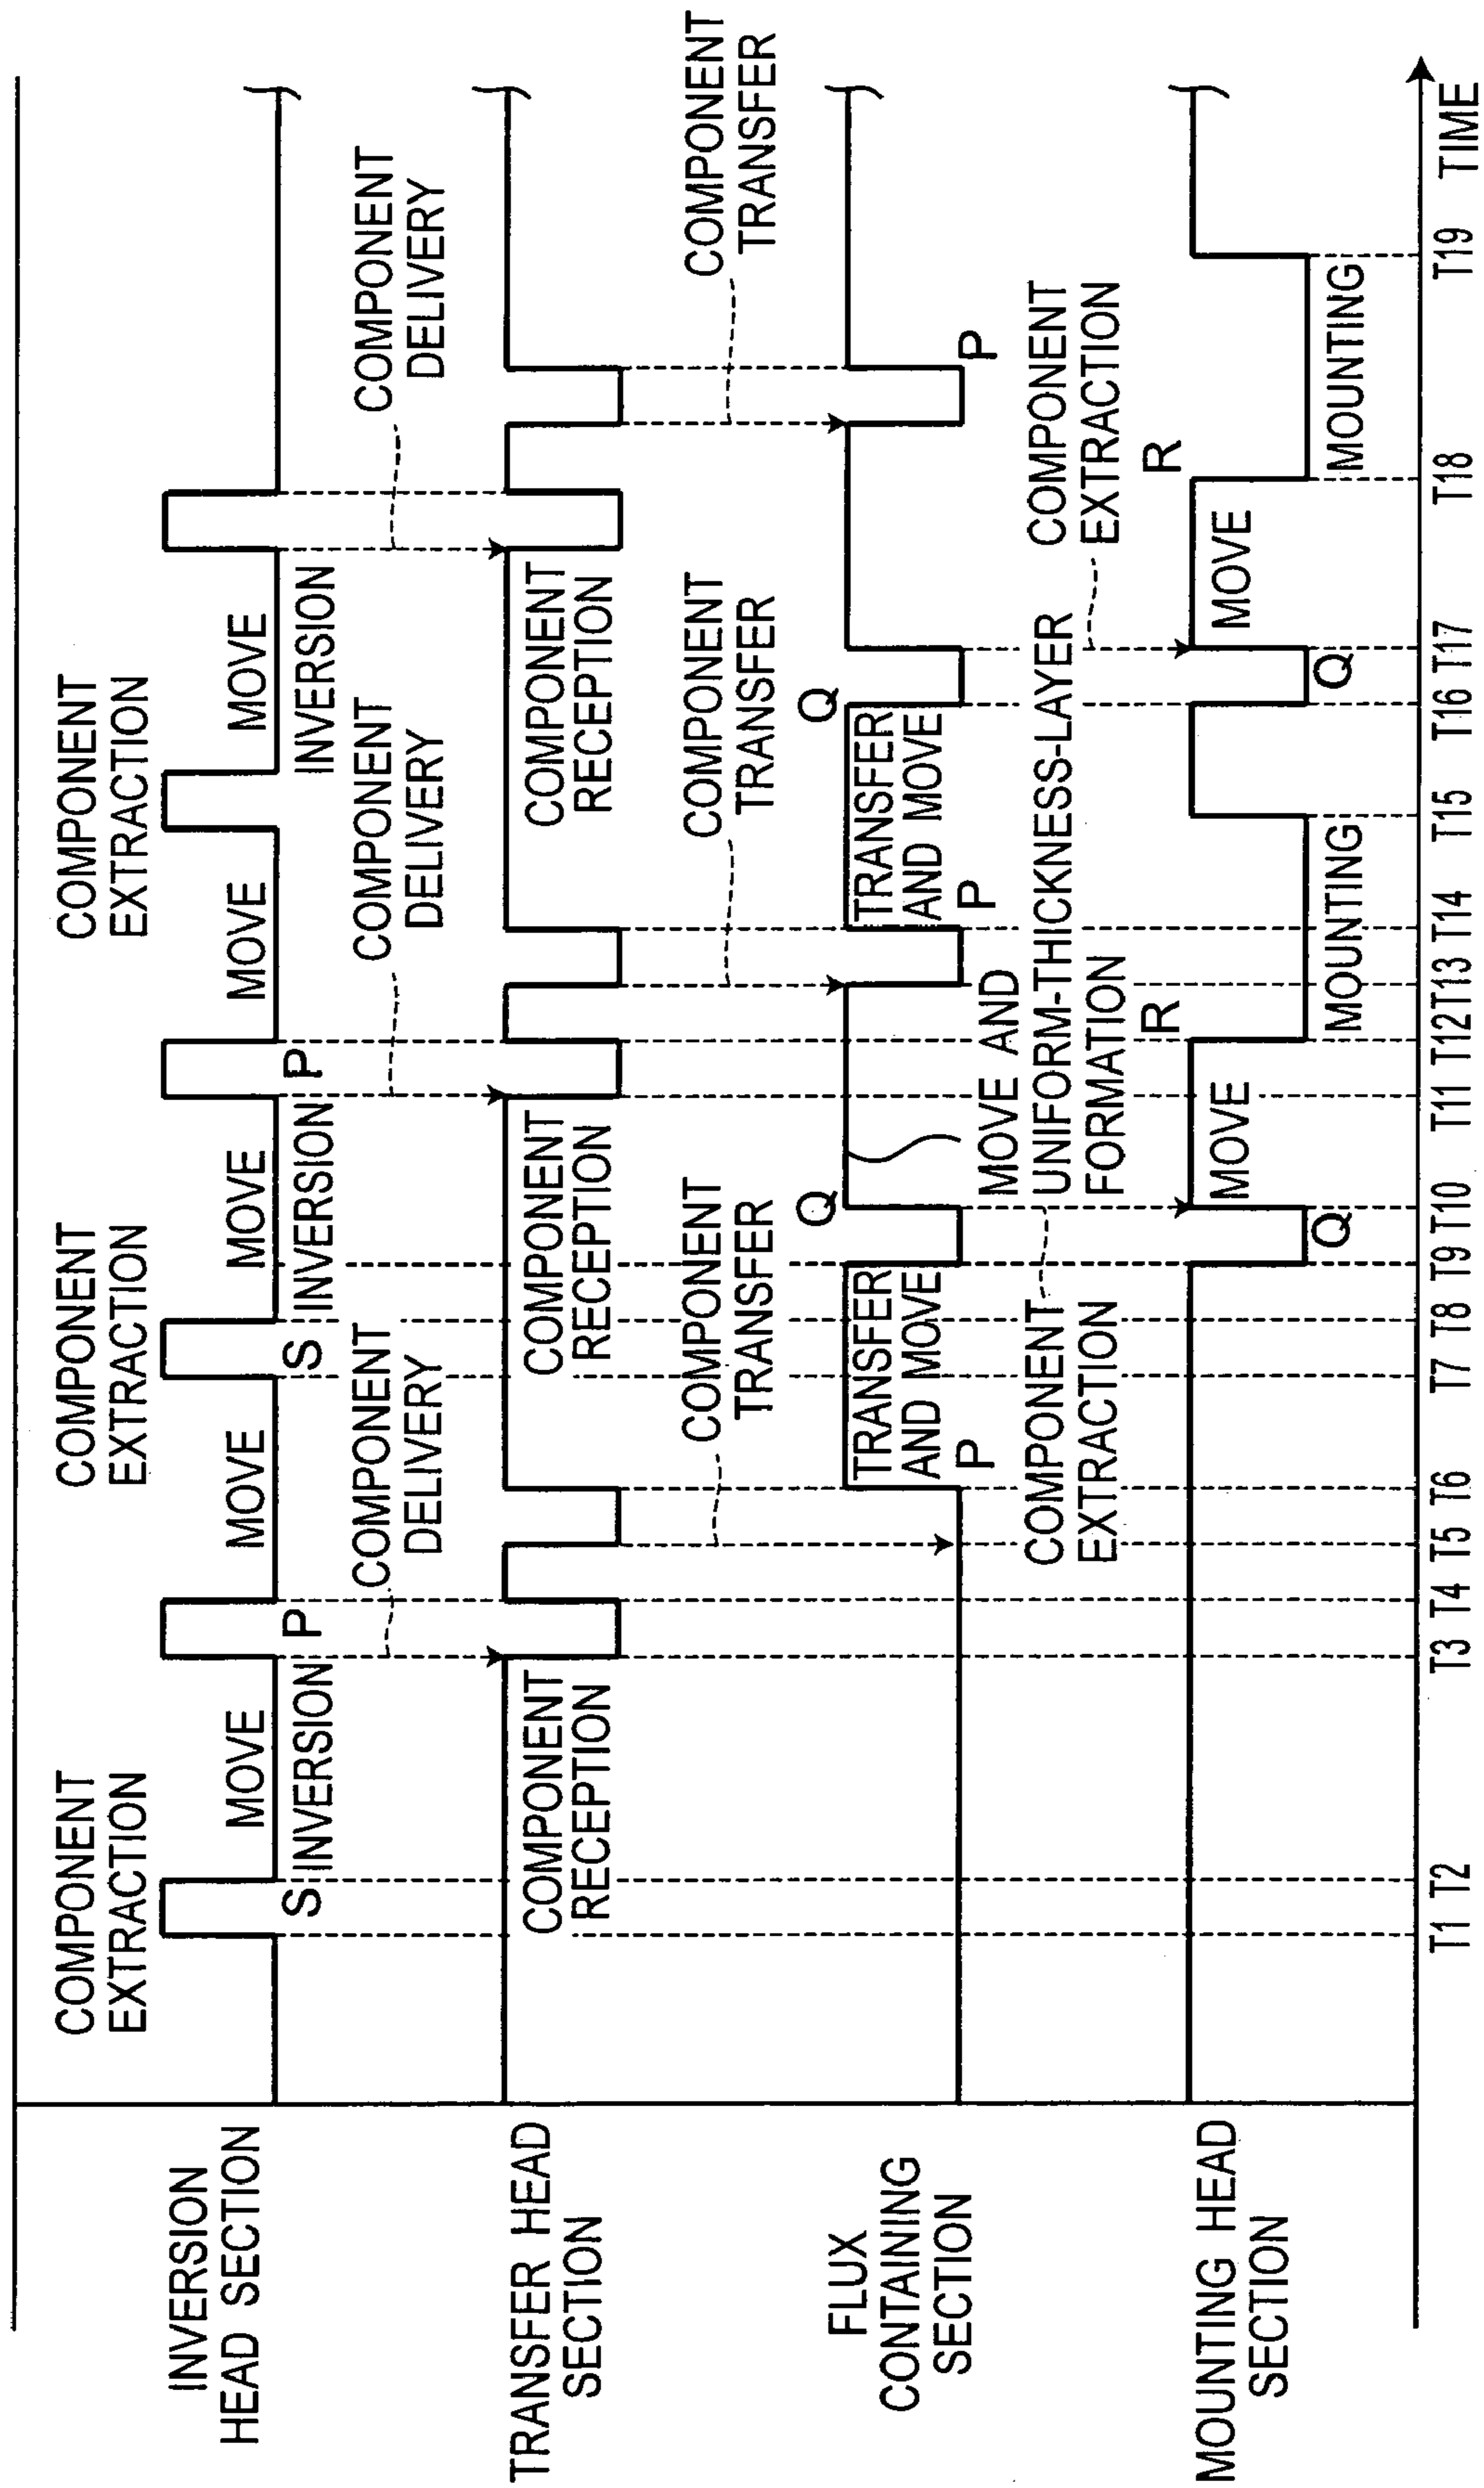 INVERSION
HEAD SECTION
TRANSFER HEAD
SECTION
FLUX
CONTAINING
SECTION
MOUNTING HEAD
SECTION
COMPONENT
EXTRACTION
COMPONENT
EXTRACTION
COMPONENT
EXTRACTION
MOVE
MOVE
MOVE
MOVE
MOVE
S
INVERSION
P
S
INVERSION
P
INVERSION
COMPONENT
DELIVERY
COMPONENT
DELIVERY
COMPONENT
DELIVERY
COMPONENT
RECEPTION
COMPONENT
RECEPTION
COMPONENT
RECEPTION
COMPONENT
TRANSFER
COMPONENT
TRANSFER
COMPONENT
TRANSFER
Q
Q
TRANSFER
AND MOVE
P
TRANSFER
AND MOVE
P
P
MOVE AND
UNIFORM-THICKNESS-LAYER
FORMATION
COMPONENT
EXTRACTION
COMPONENT
EXTRACTION
R
R
MOVE
MOVE
Q
MOUNTING
Q
MOUNTING
T1 T2 T3 T4 T5 T6 T7 T8 T9 T10 T11 T12 T13 T14 T15 T16 T17 T18 T19 TIME